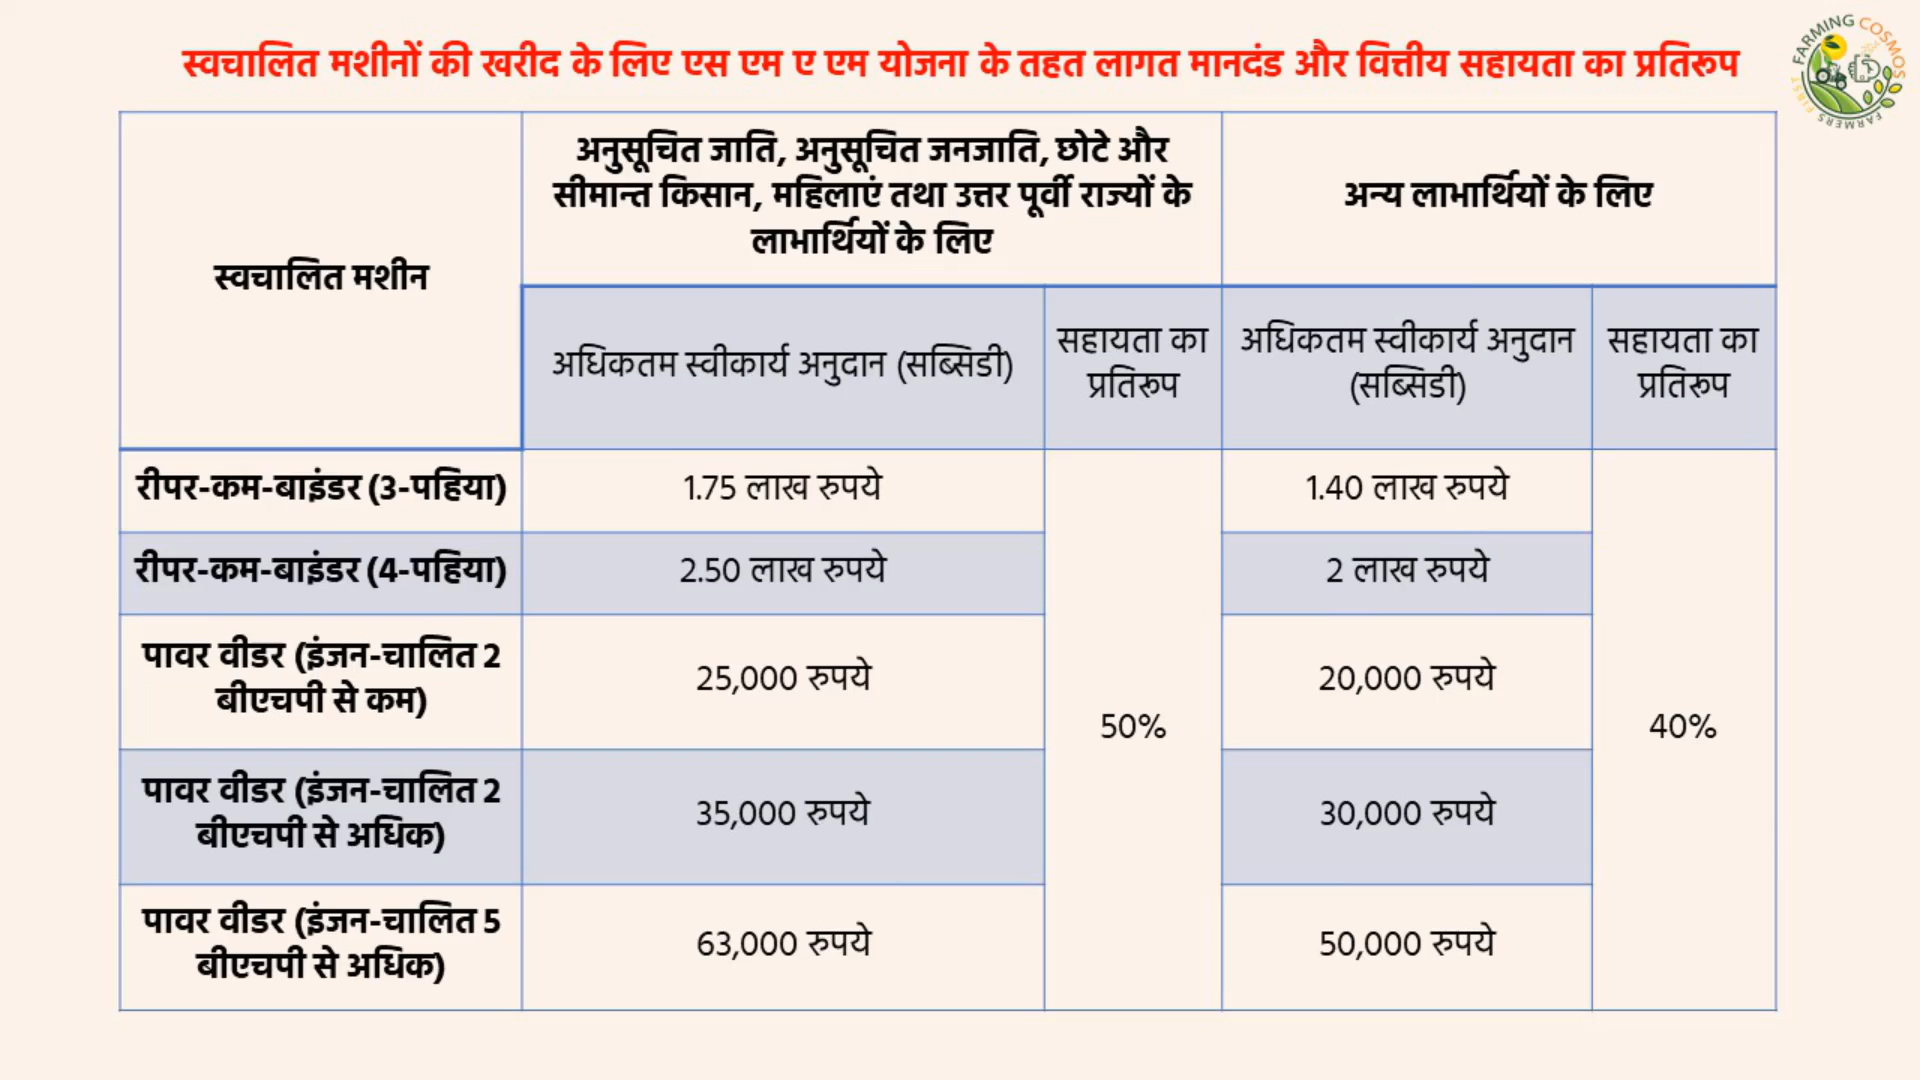 स्वचालित मशीनों की खरीद के लिए एस एम ए एम योजना के तहत लागत मानदंड और वित्तीय सहायता का प्रतिरूप
FARMING COSMOS
FARMERS FIRST
स्वचालित मशीन
अनुसूचित जाति, अनुसूचित जनजाति, छोटे और
सीमान्त किसान, महिलाएं तथा उत्तर पूर्वी राज्यों के
लाभार्थियों के लिए
अन्य लाभार्थियों के लिए
अधिकतम स्वीकार्य अनुदान (सब्सिडी)
सहायता का
प्रतिरूप
अधिकतम स्वीकार्य अनुदान
(सब्सिडी)
सहायता का
प्रतिरूप
रीपर-कम-बाइंडर (3-पहिया)
1.75 लाख रुपये
1.40 लाख रुपये
रीपर-कम-बाइंडर (4-पहिया)
2.50 लाख रुपये
2 लाख रुपये
पावर वीडर (इंजन-चालित 2
बीएचपी से कम)
25,000 रुपये
20,000 रुपये
50%
40%
पावर वीडर (इंजन-चालित 2
बीएचपी से अधिक)
35,000 रुपये
30,000 रुपये
पावर वीडर (इंजन-चालित 5
बीएचपी से अधिक)
63,000 रुपये
50,000 रुपये